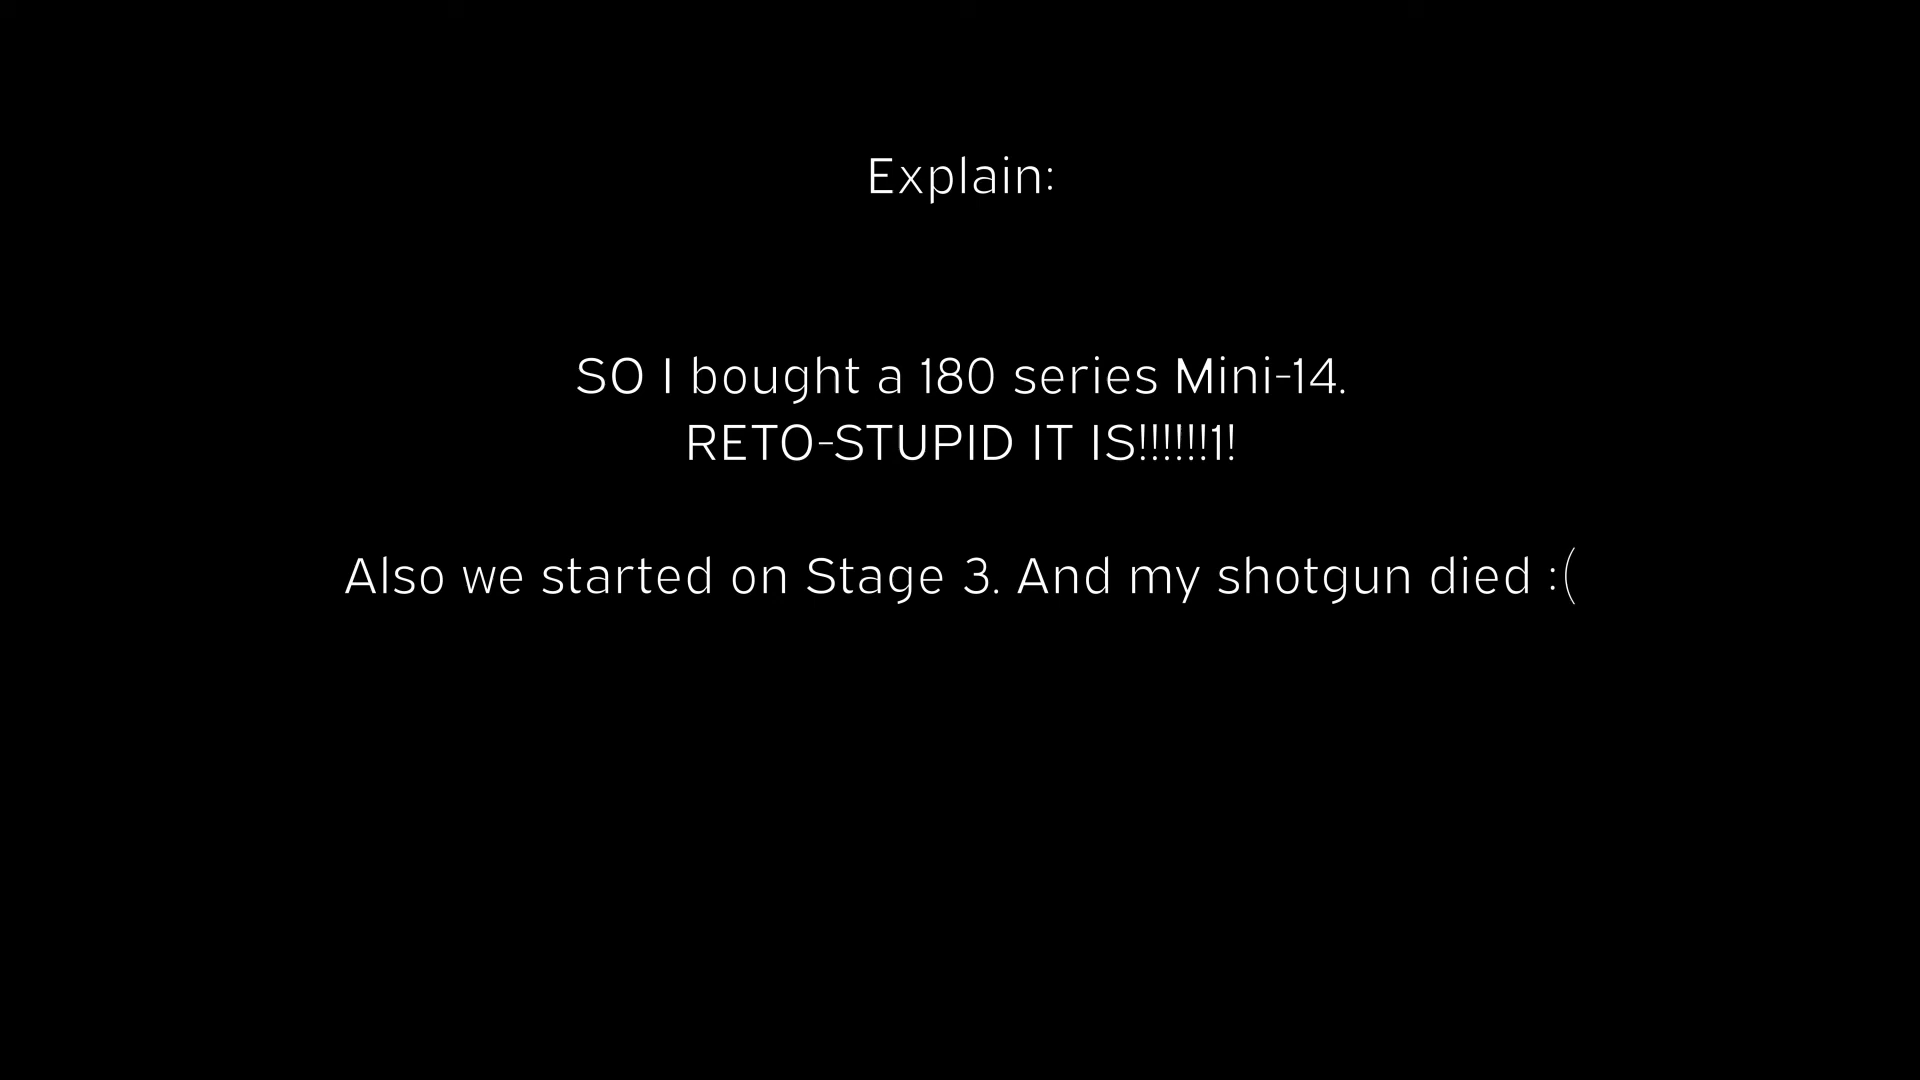 Explain:
SO I bought a 180 series Mini-14.
RETO-STUPID IT IS!!!!!!1!
Also we started on Stage 3. And my shotgun died :(